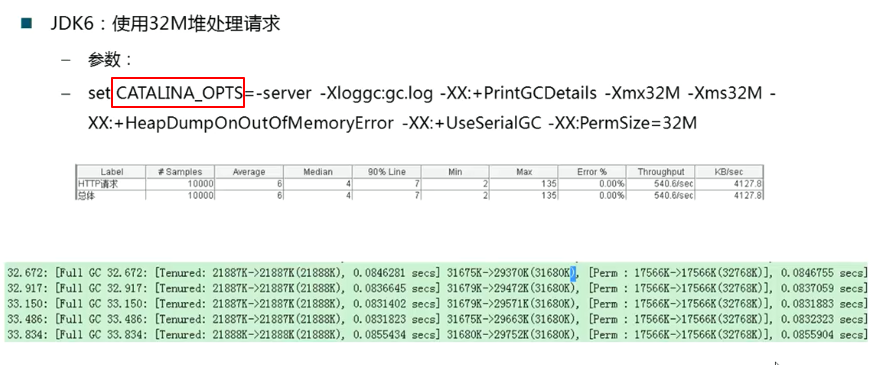 JDK6：使用32M堆处理请求
– 参数：
– set CATALINA_OPTS=-server -Xloggc:gc.log -XX:+PrintGCDetails -Xmx32M -Xms32M -
XX:+HeapDumpOnOutOfMemoryError -XX:+UseSerialGC -XX:PermSize=32M
Label # Samples Average Median 90% Line Min Max Error % Throughput KB/sec
HTTP请求 10000 6 4 7 2 135 0.00% 540.6/sec 4127.8
总体 10000 6 4 7 2 135 0.00% 540.6/sec 4127.8
32.672: [Full GC 32.672: [Tenured: 21887K->21887K(21888K), 0.0846281 secs] 31675K->29370K(31680K), [Perm : 17566K->17566K(32768K)], 0.0846755 secs]
32.917: [Full GC 32.917: [Tenured: 21887K->21887K(21888K), 0.0836645 secs] 31679K->29472K(31680K), [Perm : 17566K->17566K(32768K)], 0.0837059 secs]
33.150: [Full GC 33.150: [Tenured: 21887K->21887K(21888K), 0.0831402 secs] 31679K->29571K(31680K), [Perm : 17566K->17566K(32768K)], 0.0831883 secs]
33.486: [Full GC 33.486: [Tenured: 21887K->21887K(21888K), 0.0831823 secs] 31675K->29663K(31680K), [Perm : 17566K->17566K(32768K)], 0.0832323 secs]
33.834: [Full GC 33.834: [Tenured: 21888K->21888K(21888K), 0.0855434 secs] 31680K->29752K(31680K), [Perm : 17566K->17566K(32768K)], 0.0855904 secs]